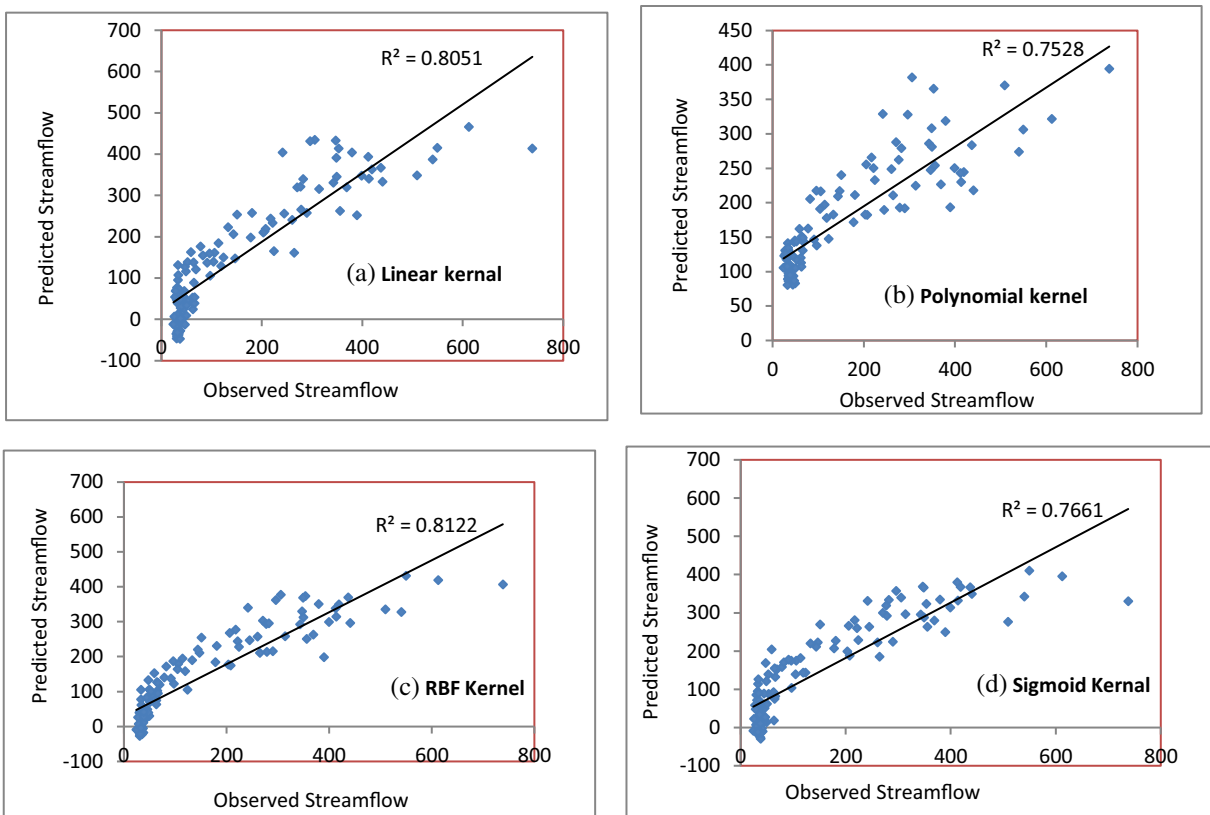 700
600
500
400
300
200
100
0
-100
0 200 400 600 800
Predicted Streamflow
Observed Streamflow
R² = 0.8051
(a) Linear kernal
450
400
350
300
250
200
150
100
50
0
0 200 400 600 800
Predicted Streamflow
Observed Streamflow
R² = 0.7528
(b) Polynomial kernel
700
600
500
400
300
200
100
0
-100
0 200 400 600 800
Predicted Streamflow
Observed Streamflow
R² = 0.8122
(c) RBF Kernel
700
600
500
400
300
200
100
0
-100
0 200 400 600 800
Predicted Streamflow
Observed Streamflow
R² = 0.7661
(d) Sigmoid Kernal